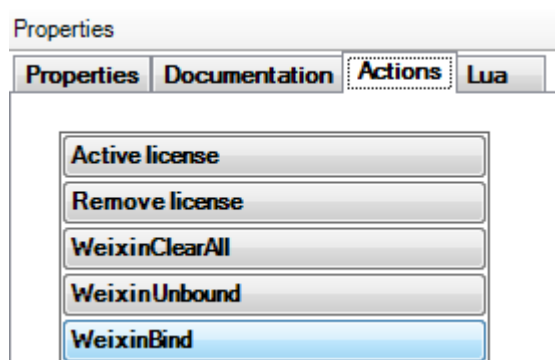 Properties
Properties Documentation Actions Lua
Active license
Remove license
WeixinClearAll
WeixinUnbound
WeixinBind